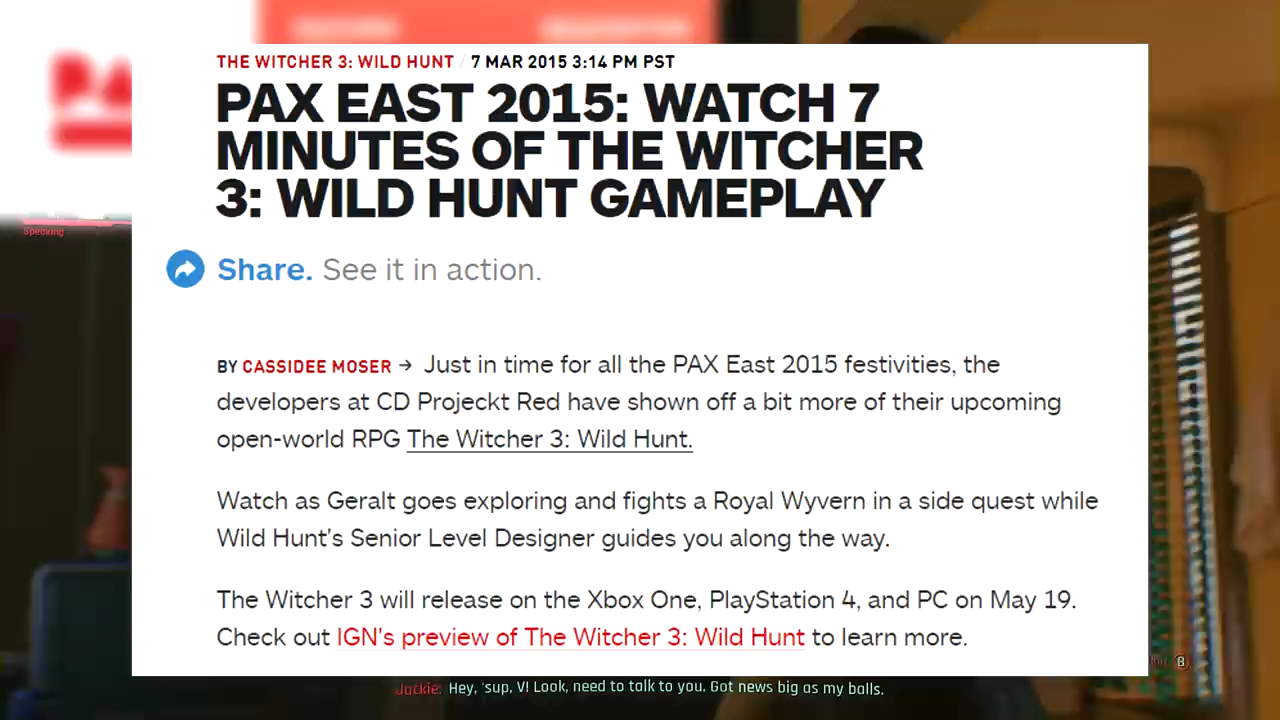 THE WITCHER 3: WILD HUNT / 7 MAR 2015 3:14 PM PST
PAX EAST 2015: WATCH 7
MINUTES OF THE WITCHER
3: WILD HUNT GAMEPLAY
Share. See it in action.
BY CASSIDEE MOSER → Just in time for all the PAX East 2015 festivities, the
developers at CD Projeckt Red have shown off a bit more of their upcoming
open-world RPG The Witcher 3: Wild Hunt.
Watch as Geralt goes exploring and fights a Royal Wyvern in a side quest while
Wild Hunt's Senior Level Designer guides you along the way.
The Witcher 3 will release on the Xbox One, PlayStation 4, and PC on May 19.
Check out IGN's preview of The Witcher 3: Wild Hunt to learn more.
Speaking
B
Jackie: Hey, 'sup, V! Look, need to talk to you. Got news big as my balls.